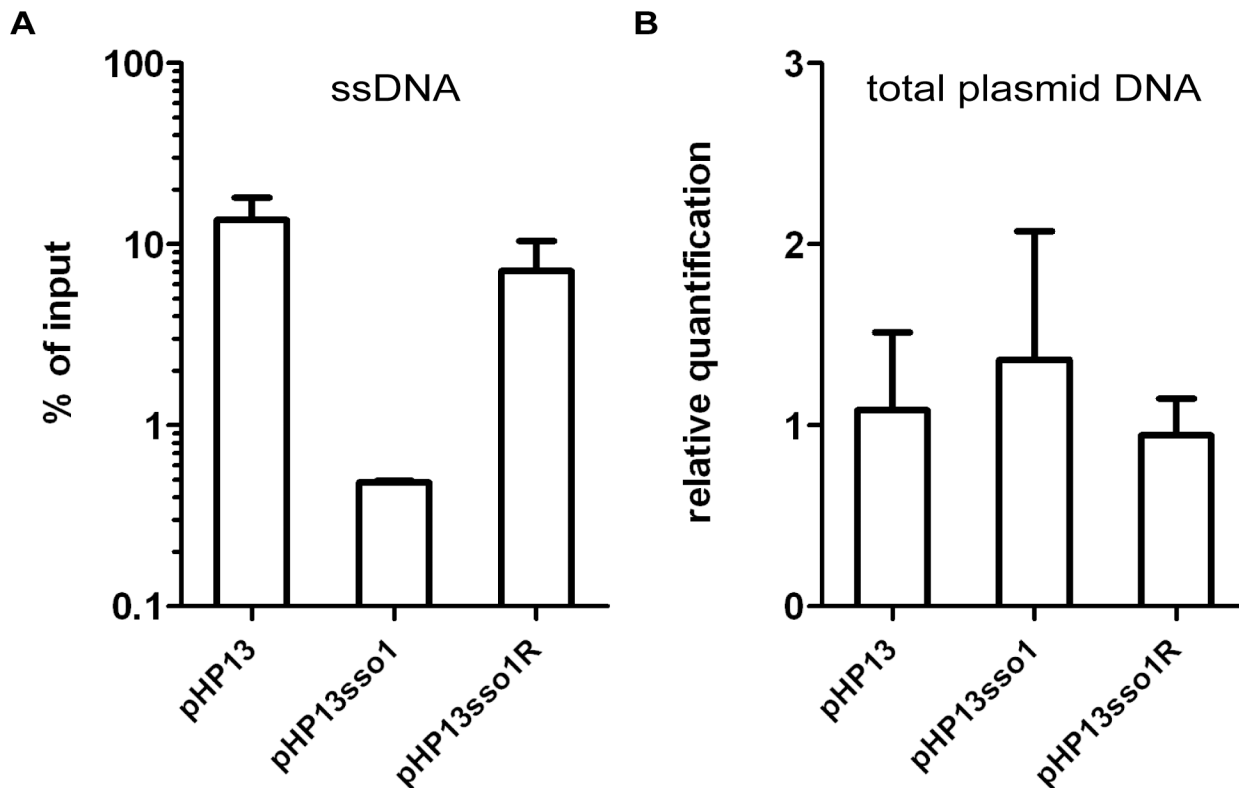 A
ssDNA
% of input
100
10
1
0.1
pHP13
pHP13sso1
pHP13sso1R
B
total plasmid DNA
relative quantification
3
2
1
0
pHP13
pHP13sso1
pHP13sso1R